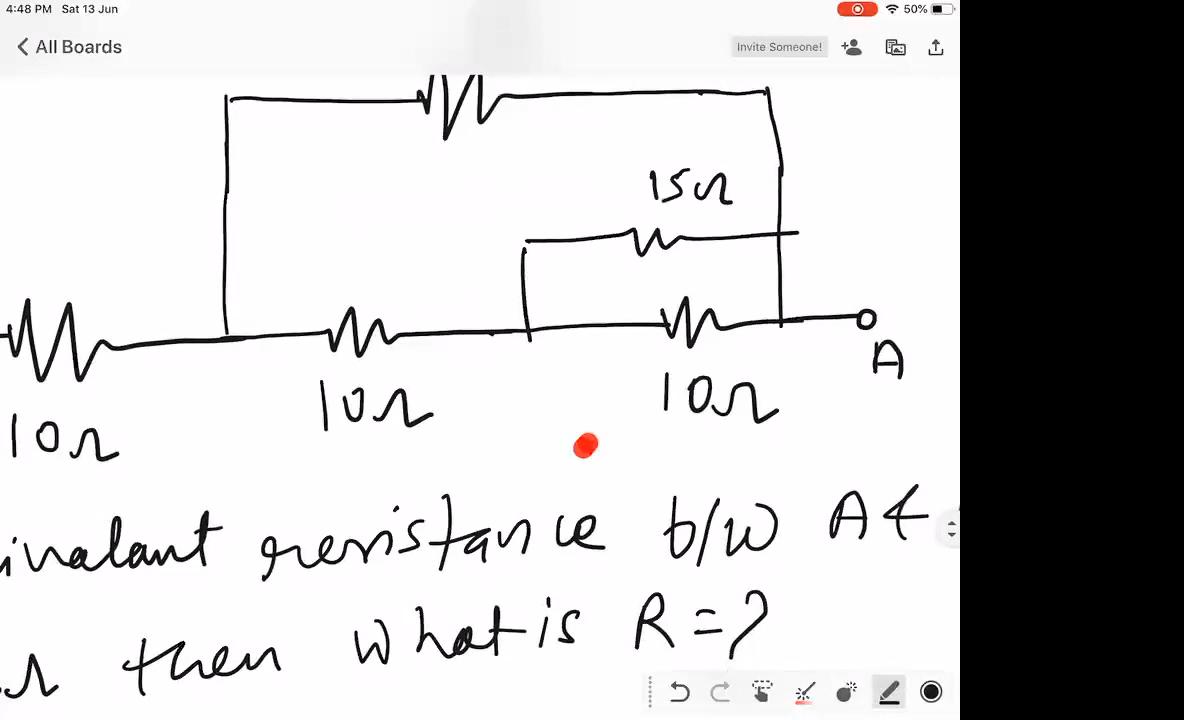 4:48 PM Sat 13 Jun 50%
All Boards Invite Someone!
15Ω
A
10Ω 10Ω 10Ω
ivalant resistance b/w A &
then what is R = ?